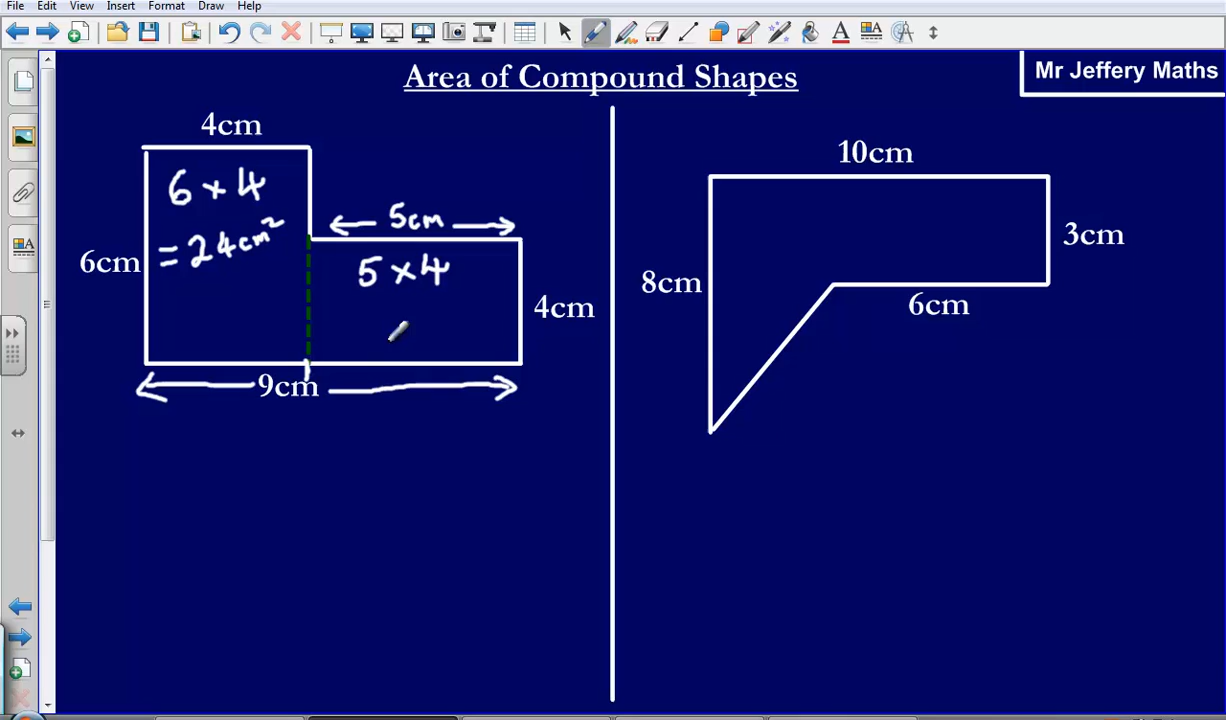 File Edit View Insert Format Draw Help
Area of Compound Shapes
Mr Jeffery Maths
4cm
6 × 4
= 24cm²
6cm
5cm
5 × 4
4cm
9cm
10cm
3cm
8cm
6cm